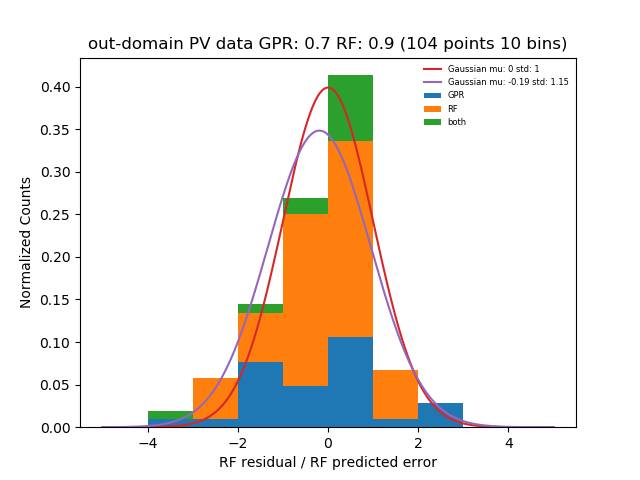 out-domain PV data GPR: 0.7 RF: 0.9 (104 points 10 bins)
Gaussian mu: 0 std: 1
Gaussian mu: -0.19 std: 1.15
GPR
RF
both
Normalized Counts
0.40
0.35
0.30
0.25
0.20
0.15
0.10
0.05
0.00
−4
−2
0
2
4
RF residual / RF predicted error